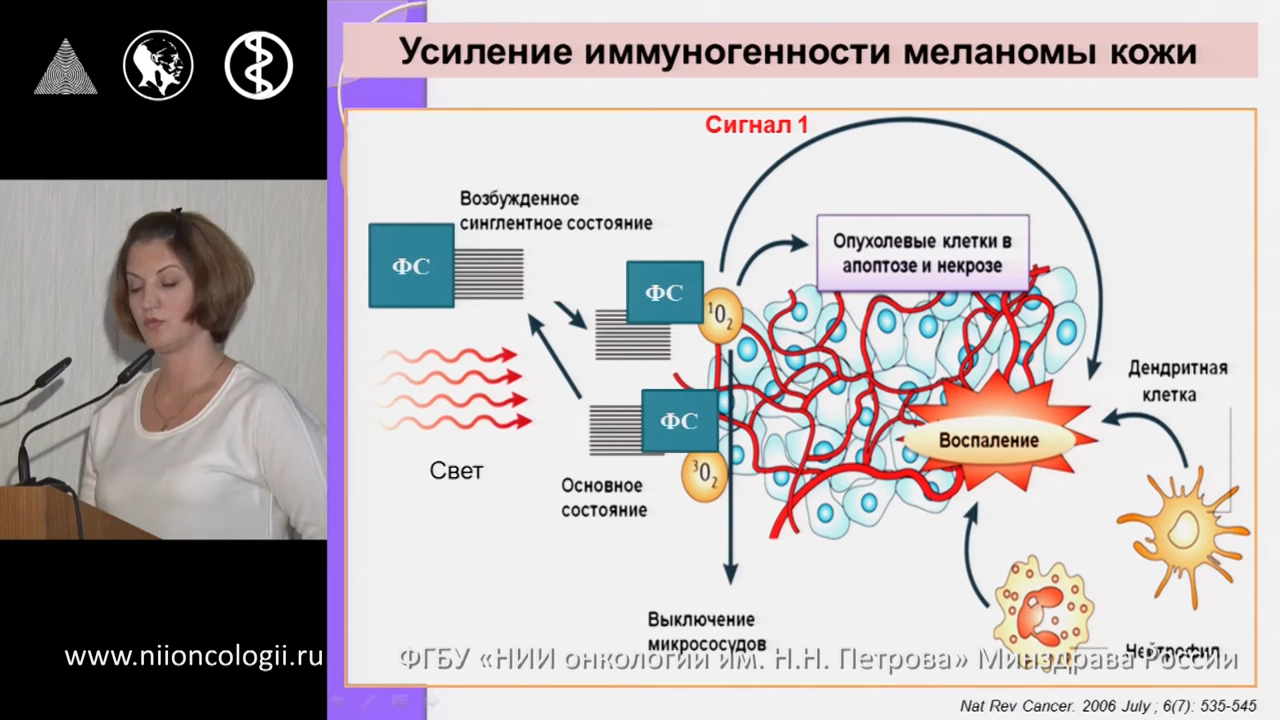 Усиление иммуногенности меланомы кожи
Сигнал 1
Возбужденное
синглентное состояние
ФС
ФС
¹O₂
Опухолевые клетки в
апоптозе и некрозе
Дендритная
клетка
ФС
Воспаление
Свет
³O₂
Основное
состояние
Выключение
микрососудов
Нейтрофил
www.niioncologii.ru
ФГБУ «НИИ онкологии им. Н.Н. Петрова» Минздрава России
Nat Rev Cancer. 2006 July ; 6(7): 535-545